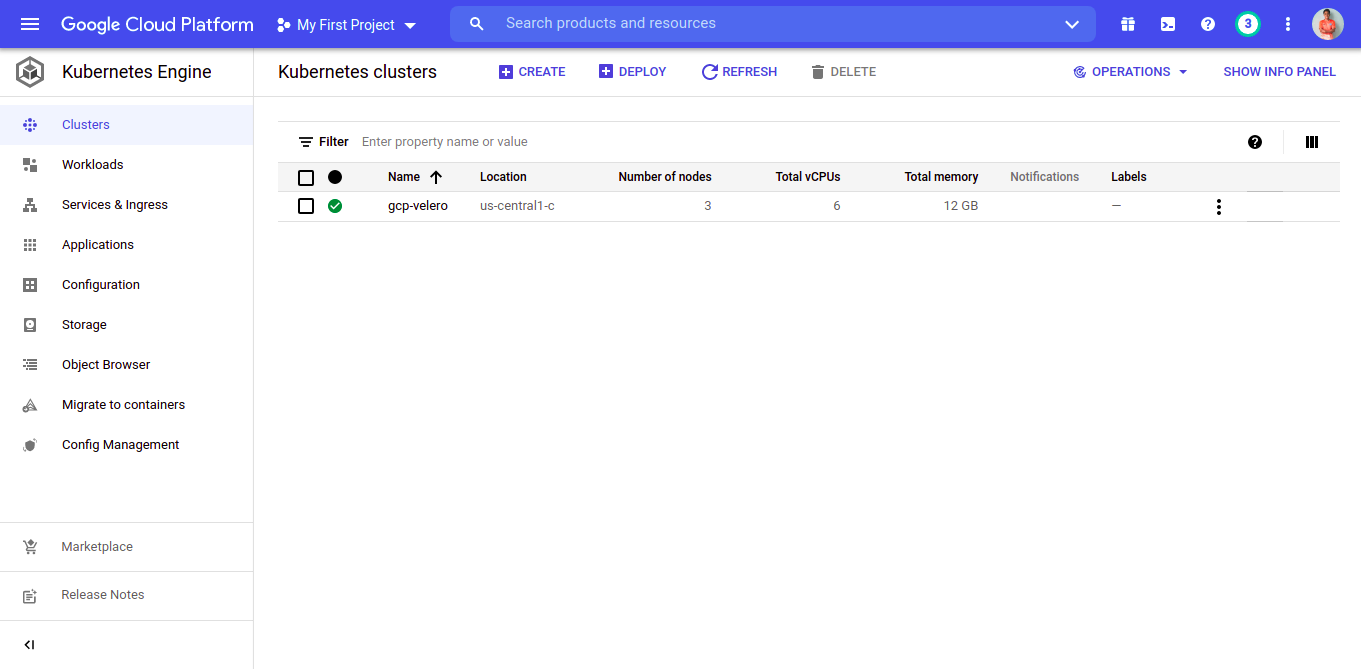 Google Cloud Platform My First Project Search products and resources 3
Kubernetes Engine
Kubernetes clusters CREATE DEPLOY REFRESH DELETE OPERATIONS SHOW INFO PANEL
Clusters
Workloads
Services & Ingress
Applications
Configuration
Storage
Object Browser
Migrate to containers
Config Management
Marketplace
Release Notes
Filter Enter property name or value
Name Location Number of nodes Total vCPUs Total memory Notifications Labels
gcp-velero us-central1-c 3 6 12 GB —